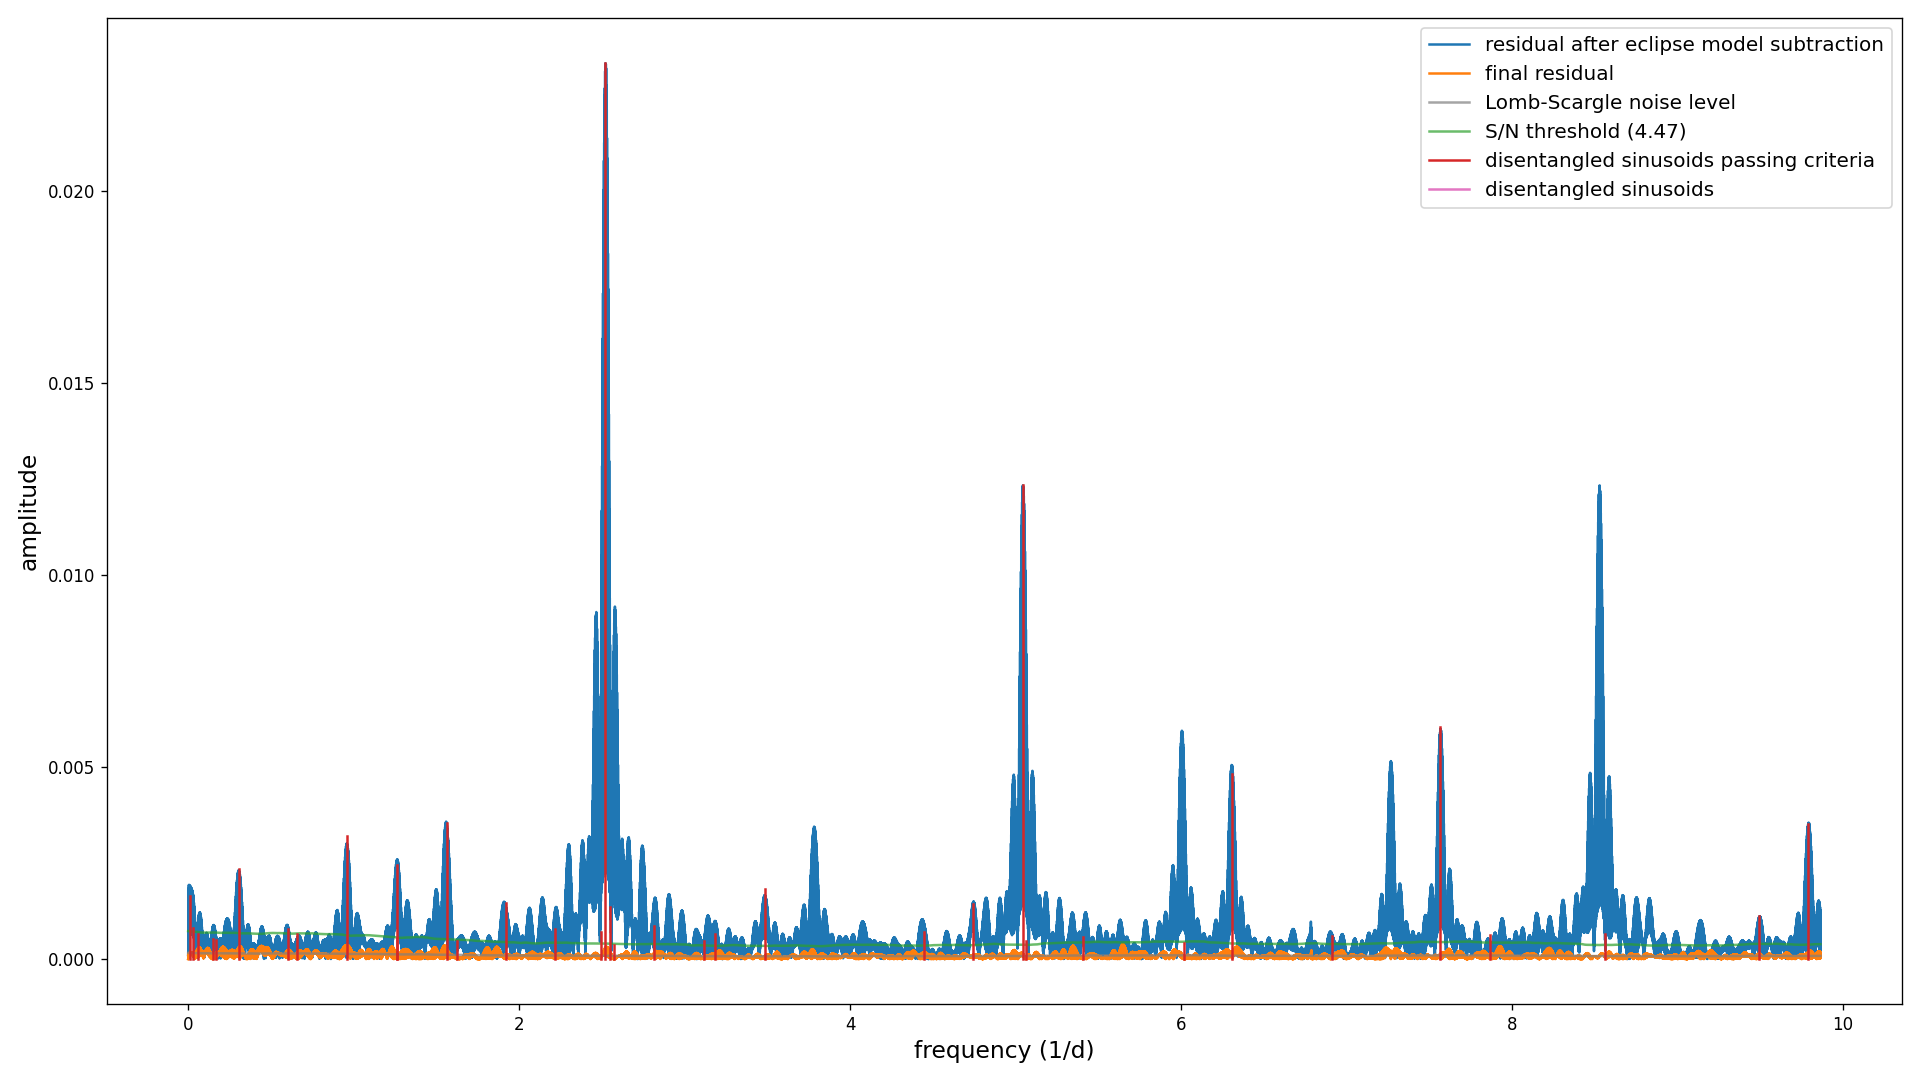 residual after eclipse model subtraction
final residual
Lomb-Scargle noise level
S/N threshold (4.47)
disentangled sinusoids passing criteria
disentangled sinusoids
0.020
0.015
0.010
0.005
0.000
amplitude
0 2 4 6 8 10
frequency (1/d)